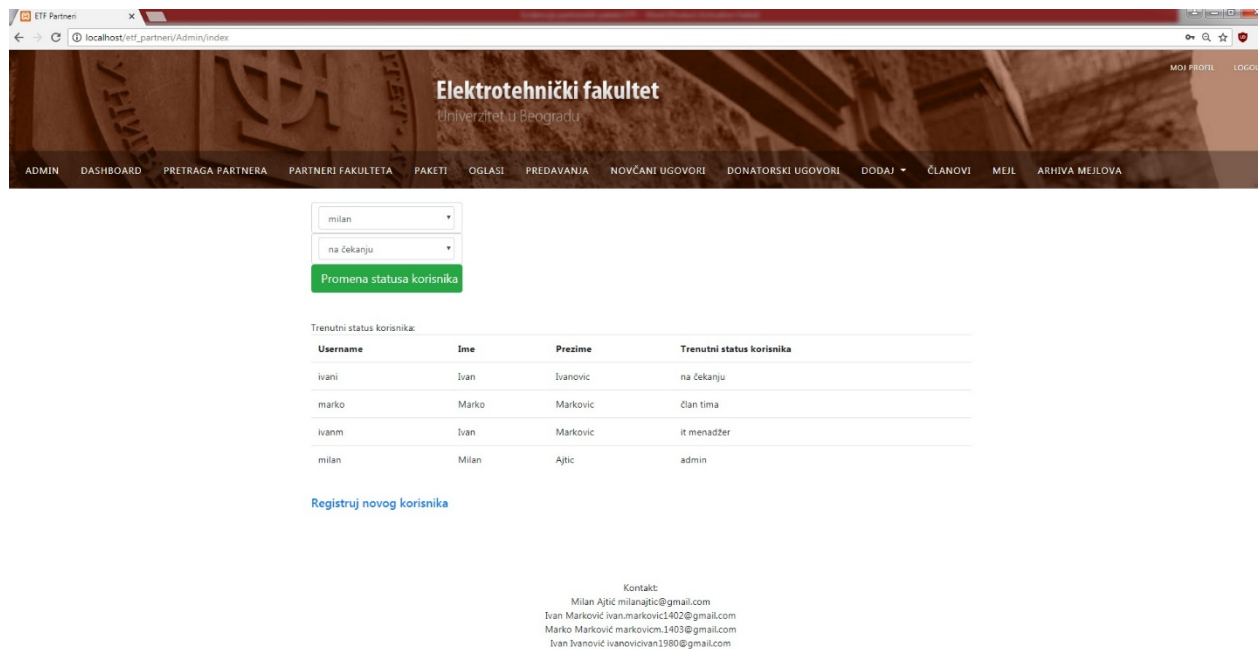 ETF Partneri
localhost/etf_partneri/Admin/index
MOJ PROFIL
Elektrotehnički fakultet
Univerzitet u Beogradu
ADMIN DASHBOARD PRETRAGA PARTNERA PARTNERI FAKULTETA PAKETI OGLASI PREDAVANJA NOVČANI UGOVORI DONATORSKI UGOVORI DODAJ ČLANOVI MEJL ARHIVA MEJLOVA
milan
na čekanju
Promena statusa korisnika
Trenutni status korisnika:
Username Ime Prezime Trenutni status korisnika
ivani Ivan Ivanovic na čekanju
marko Marko Markovic član tima
ivanm Ivan Markovic it menadžer
milan Milan Ajtic admin
Registruj novog korisnika
Kontakt:
Milan Ajtić milanajtic@gmail.com
Ivan Marković ivan.markovic1402@gmail.com
Marko Marković markovicm.1403@gmail.com
Ivan Ivanović ivanovicivan1980@gmail.com